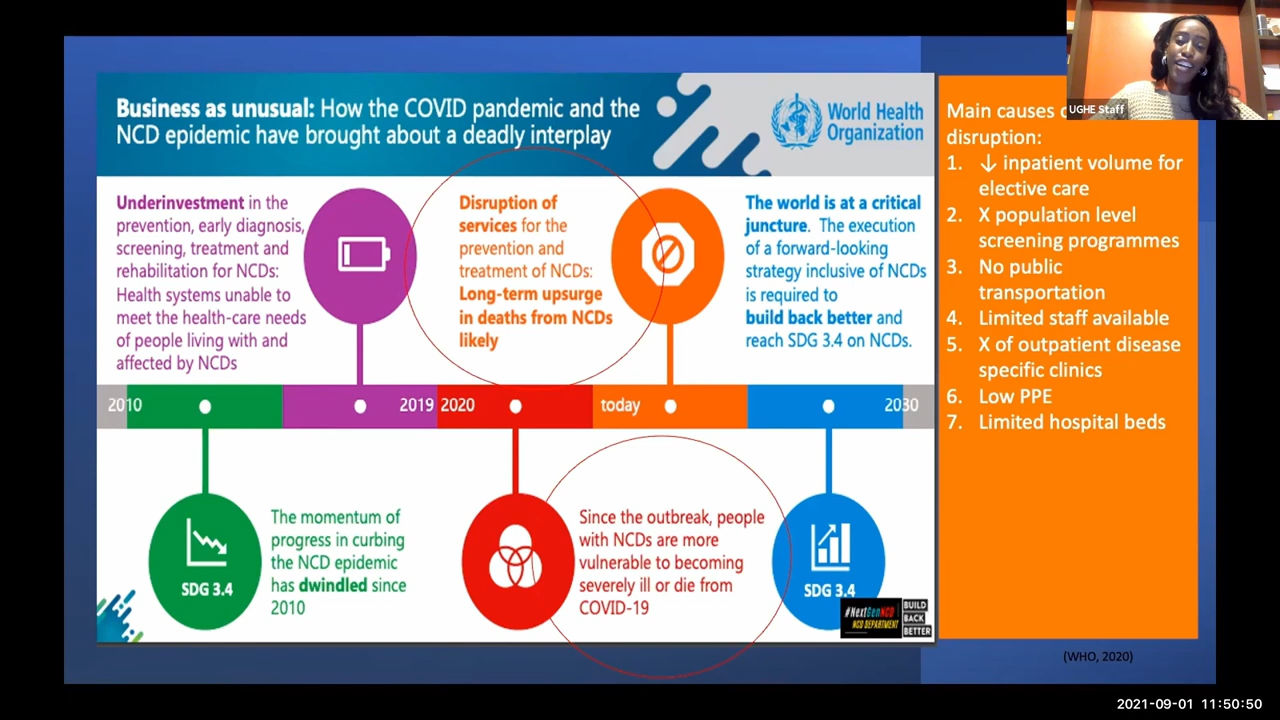 Business as unusual: How the COVID pandemic and the
NCD epidemic have brought about a deadly interplay
World Health
Organization
UGHE Staff
Underinvestment in the
prevention, early diagnosis,
screening, treatment and
rehabilitation for NCDs:
Health systems unable to
meet the health-care needs
of people living with and
affected by NCDs
Disruption of
services for the
prevention and
treatment of NCDs:
Long-term upsurge
in deaths from NCDs
likely
The world is at a critical
juncture. The execution
of a forward-looking
strategy inclusive of NCDs
is required to
build back better and
reach SDG 3.4 on NCDs.
2010
2019
2020
today
2030
SDG 3.4
The momentum of
progress in curbing
the NCD epidemic
has dwindled since
2010
Since the outbreak, people
with NCDs are more
vulnerable to becoming
severely ill or die from
COVID-19
SDG 3.4
#NextGenNCD
NCD DEPARTMENT
BUILD
BACK
BETTER
Main causes
disruption:
1. ↓ inpatient volume for
elective care
2. X population level
screening programmes
3. No public
transportation
4. Limited staff available
5. X of outpatient disease
specific clinics
6. Low PPE
7. Limited hospital beds
(WHO, 2020)
2021-09-01 11:50:50